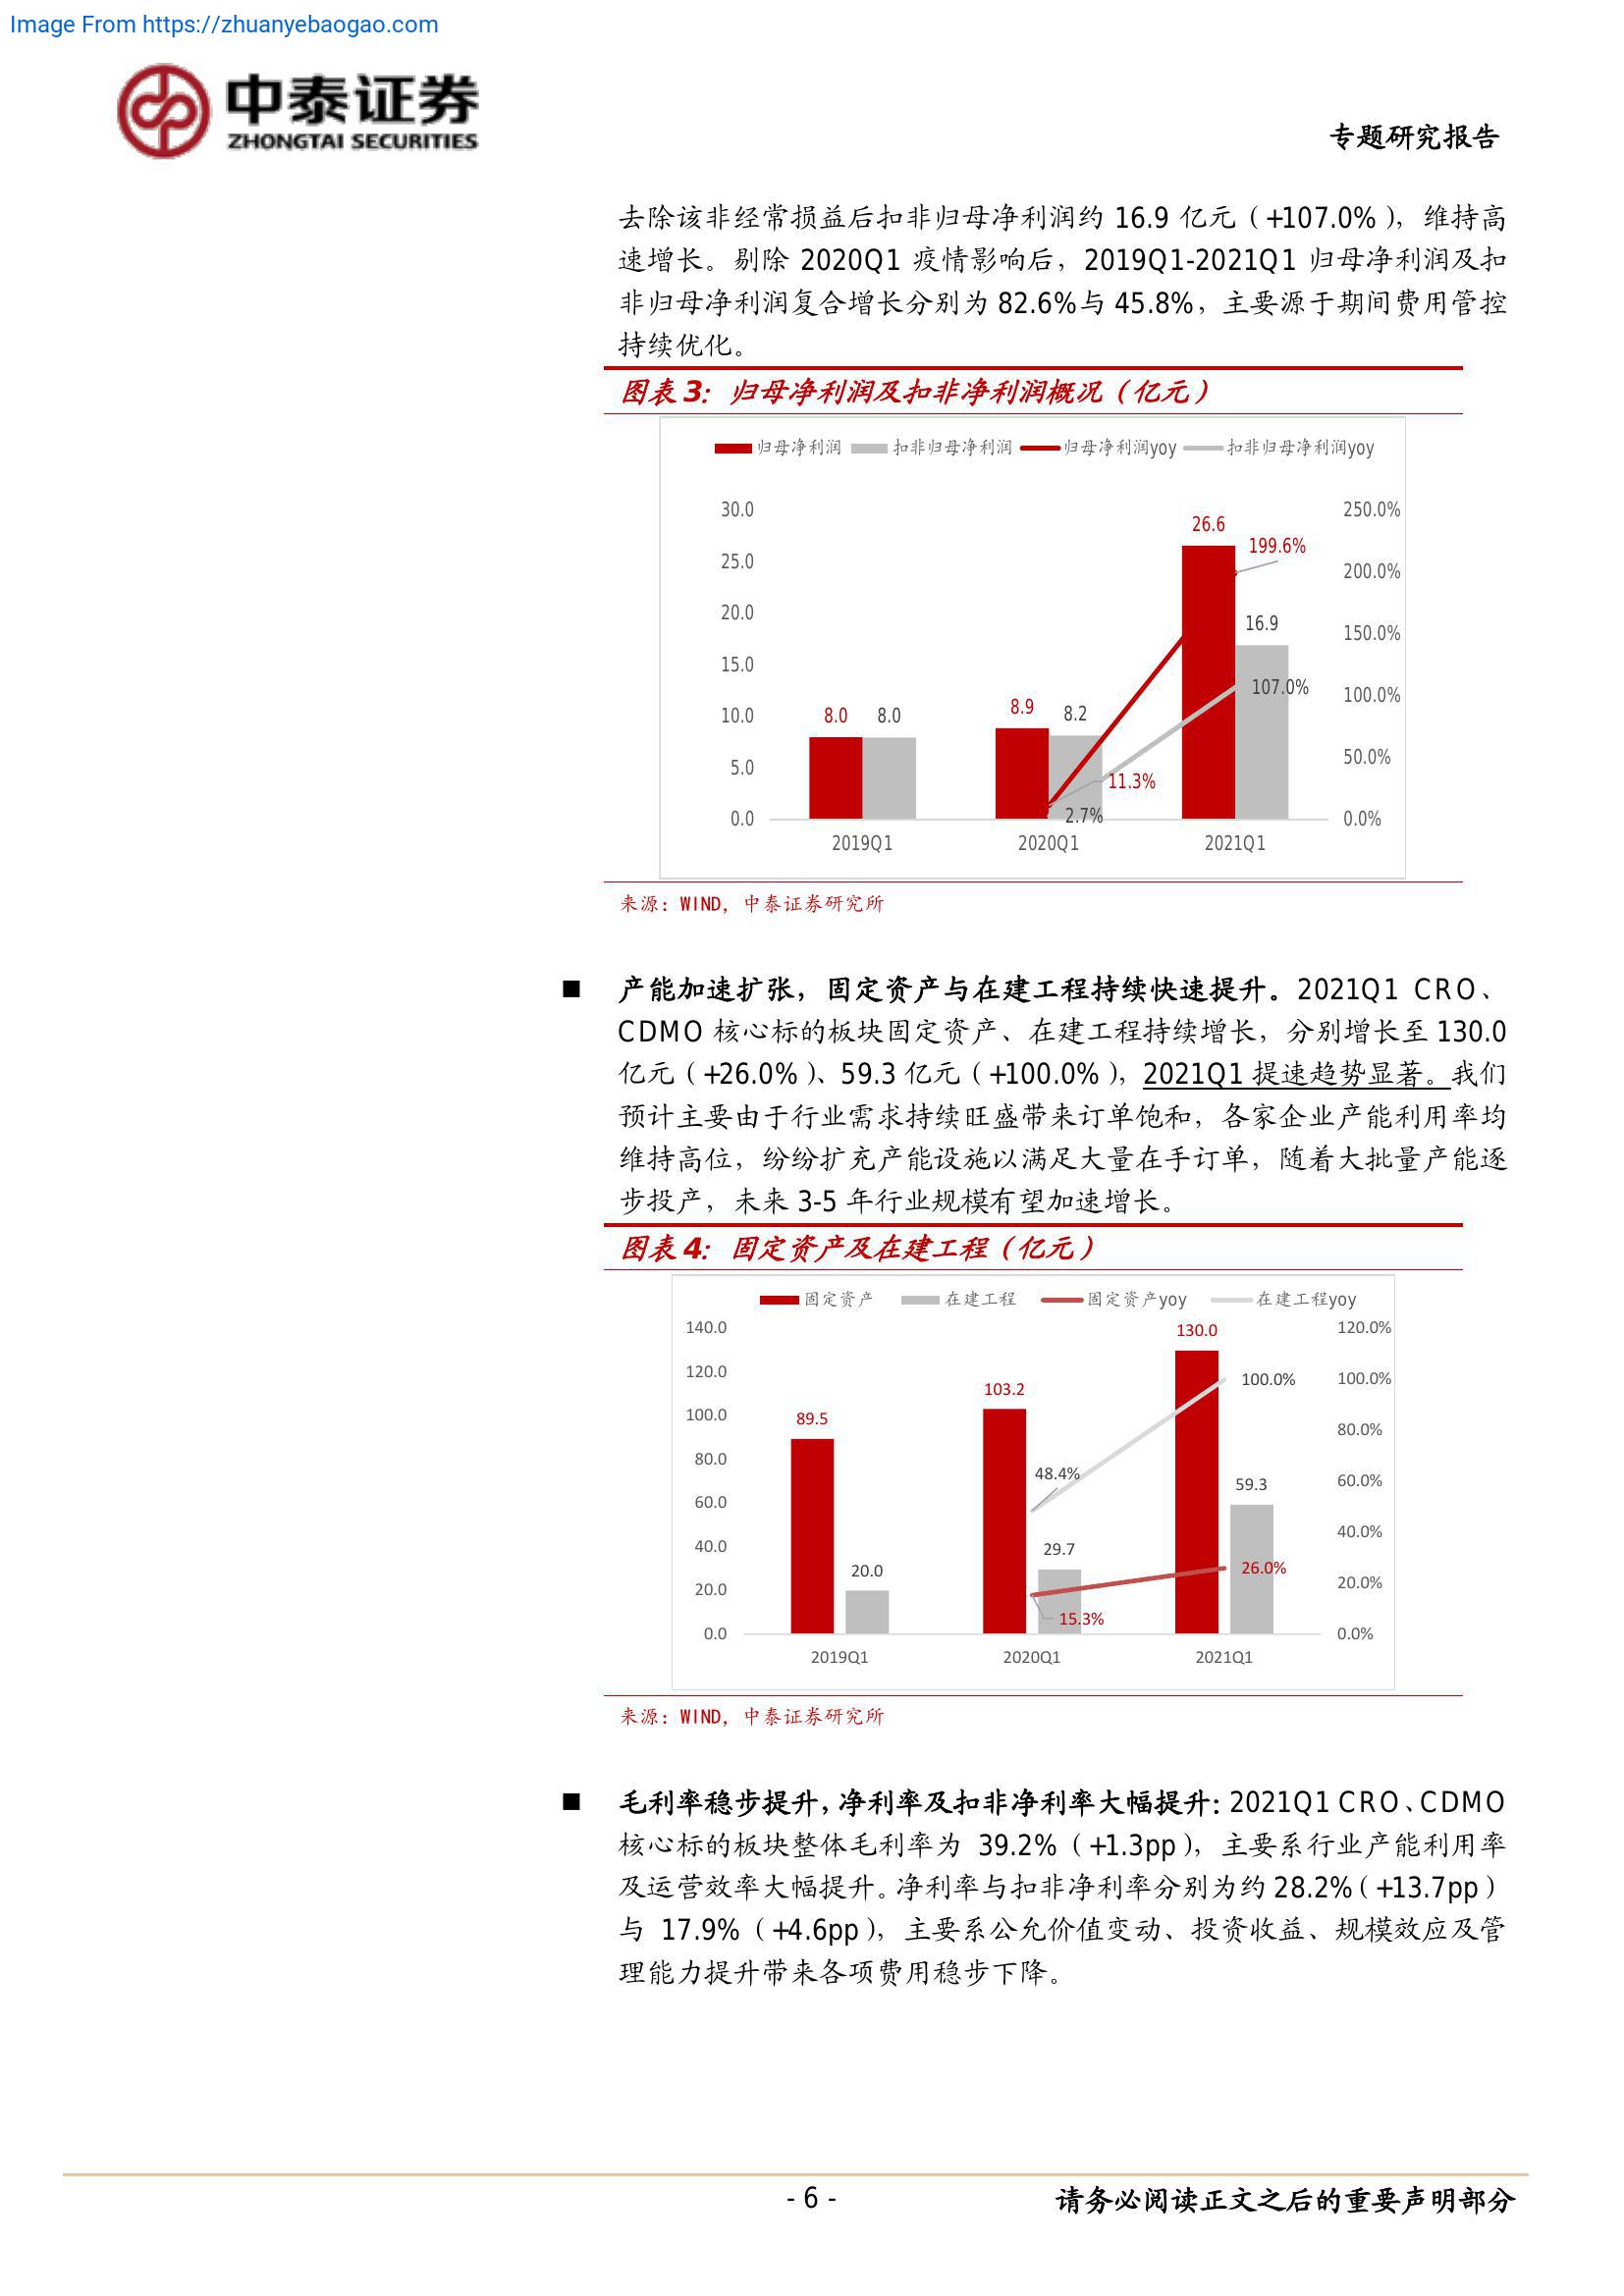 Image From https://zhuanyebaogao.com
中泰证券
ZHONGTAI SECURITIES
专题研究报告
去除该非经常损益后扣非归母净利润约 16.9 亿元（+107.0%），维持高
速增长。剔除 2020Q1 疫情影响后，2019Q1-2021Q1 归母净利润及扣
非归母净利润复合增长分别为 82.6%与 45.8%，主要源于期间费用管控
持续优化。
图表 3：归母净利润及扣非净利润概况（亿元）
归母净利润 扣非归母净利润 归母净利润yoy 扣非归母净利润yoy
30.0 250.0%
26.6
199.6%
25.0 200.0%
20.0 16.9 150.0%
15.0
107.0% 100.0%
10.0 8.0 8.0 8.9 8.2
5.0 11.3% 50.0%
0.0 2.7% 0.0%
2019Q1 2020Q1 2021Q1
来源：WIND，中泰证券研究所
■ 产能加速扩张，固定资产与在建工程持续快速提升。2021Q1 CRO、
CDMO 核心标的板块固定资产、在建工程持续增长，分别增长至 130.0
亿元（+26.0%）、59.3 亿元（+100.0%），2021Q1 提速趋势显著。我们
预计主要由于行业需求持续旺盛带来订单饱和，各家企业产能利用率均
维持高位，纷纷扩充产能设施以满足大量在手订单，随着大批量产能逐
步投产，未来 3-5 年行业规模有望加速增长。
图表 4：固定资产及在建工程（亿元）
固定资产 在建工程 固定资产yoy 在建工程yoy
140.0 130.0 120.0%
120.0 100.0% 100.0%
103.2
100.0 89.5 80.0%
80.0 48.4% 59.3 60.0%
60.0
40.0 29.7 40.0%
20.0 20.0 26.0% 20.0%
15.3%
0.0 0.0%
2019Q1 2020Q1 2021Q1
来源：WIND，中泰证券研究所
■ 毛利率稳步提升，净利率及扣非净利率大幅提升：2021Q1 CRO、CDMO
核心标的板块整体毛利率为 39.2%（+1.3pp），主要系行业产能利用率
及运营效率大幅提升。净利率与扣非净利率分别为约 28.2%（+13.7pp）
与 17.9%（+4.6pp），主要系公允价值变动、投资收益、规模效应及管
理能力提升带来各项费用稳步下降。
- 6 -
请务必阅读正文之后的重要声明部分